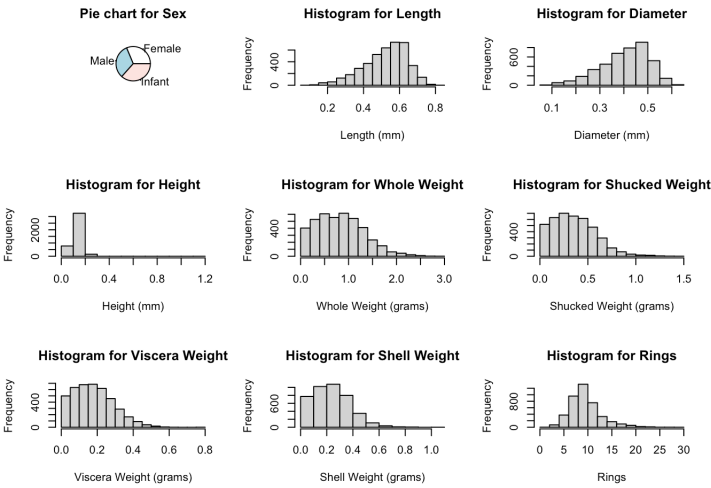 Pie chart for Sex
Female
Male
Infant
Histogram for Length
Frequency
0 400
0.2 0.4 0.6 0.8
Length (mm)
Histogram for Diameter
Frequency
0 600
0.1 0.3 0.5
Diameter (mm)
Histogram for Height
Frequency
0 2000
0.0 0.4 0.8 1.2
Height (mm)
Histogram for Whole Weight
Frequency
0 400
0.0 1.0 2.0 3.0
Whole Weight (grams)
Histogram for Shucked Weight
Frequency
0 400
0.0 0.5 1.0 1.5
Shucked Weight (grams)
Histogram for Viscera Weight
Frequency
0 400
0.0 0.2 0.4 0.6 0.8
Viscera Weight (grams)
Histogram for Shell Weight
Frequency
0 600
0.0 0.2 0.4 0.6 0.8 1.0
Shell Weight (grams)
Histogram for Rings
Frequency
0 800
0 5 10 15 20 25 30
Rings